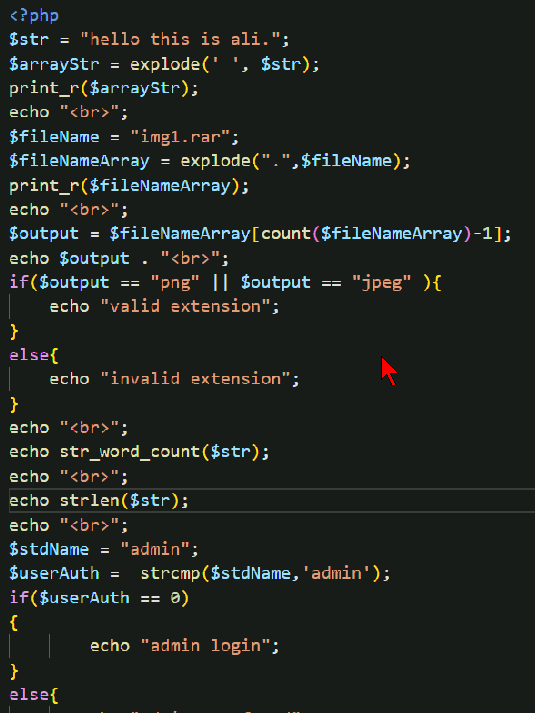 <?php
$str = "hello this is ali.";
$arrayStr = explode(' ', $str);
print_r($arrayStr);
echo "<br>";
$fileName = "img1.rar";
$fileNameArray = explode(".",$fileName);
print_r($fileNameArray);
echo "<br>";
$output = $fileNameArray[count($fileNameArray)-1];
echo $output . "<br>";
if($output == "png" || $output == "jpeg" ){
    echo "valid extension";
}
else{
    echo "invalid extension";
}
echo "<br>";
echo str_word_count($str);
echo "<br>";
echo strlen($str);
echo "<br>";
$stdName = "admin";
$userAuth =  strcmp($stdName,'admin');
if($userAuth == 0)
{
        echo "admin login";
}
else{